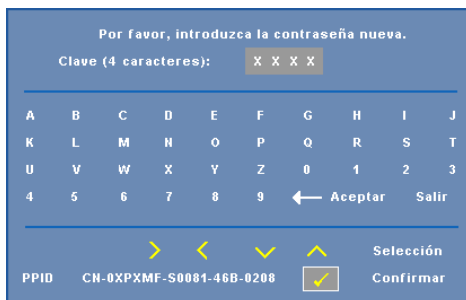 Por favor, introduzca la contraseña nueva.
Clave (4 caracteres): X X X X
A B C D E F G H I J
K L M N O P Q R S T
U V W X Y Z 0 1 2 3
4 5 6 7 8 9 Aceptar Salir
Selección
PPID CN-0XPXMF-S0081-46B-0208 Confirmar